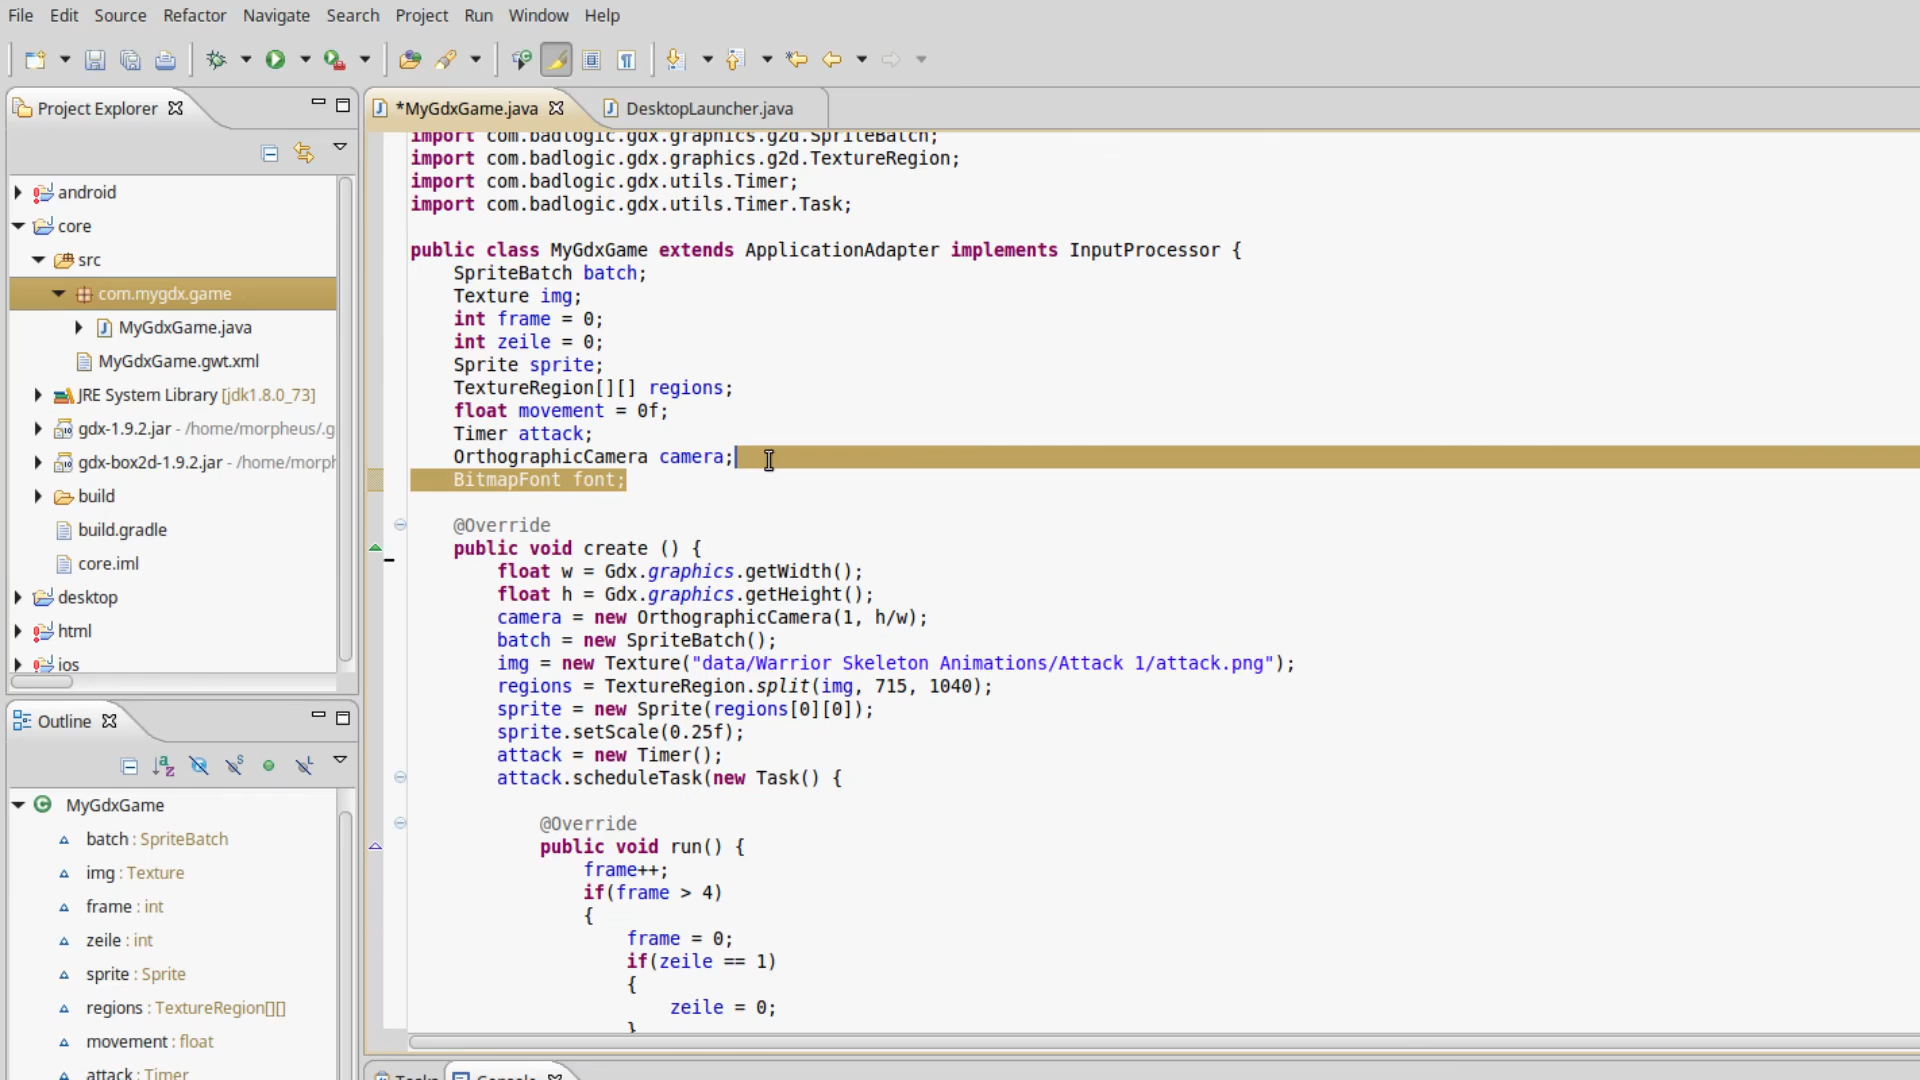 File Edit Source Refactor Navigate Search Project Run Window Help
Project Explorer
android
core
src
com.mygdx.game
MyGdxGame.java
MyGdxGame.gwt.xml
JRE System Library [jdk1.8.0_73]
gdx-1.9.2.jar - /home/morpheus/.g
gdx-box2d-1.9.2.jar - /home/morph
build
build.gradle
core.iml
desktop
html
ios
Outline
MyGdxGame
batch : SpriteBatch
img : Texture
frame : int
zeile : int
sprite : Sprite
regions : TextureRegion[][]
movement : float
attack : Timer
*MyGdxGame.java DesktopLauncher.java
import com.badlogic.gdx.graphics.g2d.SpriteBatch;
import com.badlogic.gdx.graphics.g2d.TextureRegion;
import com.badlogic.gdx.utils.Timer;
import com.badlogic.gdx.utils.Timer.Task;
public class MyGdxGame extends ApplicationAdapter implements InputProcessor {
SpriteBatch batch;
Texture img;
int frame = 0;
int zeile = 0;
Sprite sprite;
TextureRegion[][] regions;
float movement = 0f;
Timer attack;
OrthographicCamera camera;
BitmapFont font;
@Override
public void create () {
float w = Gdx.graphics.getWidth();
float h = Gdx.graphics.getHeight();
camera = new OrthographicCamera(1, h/w);
batch = new SpriteBatch();
img = new Texture("data/Warrior Skeleton Animations/Attack 1/attack.png");
regions = TextureRegion.split(img, 715, 1040);
sprite = new Sprite(regions[0][0]);
sprite.setScale(0.25f);
attack = new Timer();
attack.scheduleTask(new Task() {
@Override
public void run() {
frame++;
if(frame > 4)
{
frame = 0;
if(zeile == 1)
{
zeile = 0;
}
Tasks Console